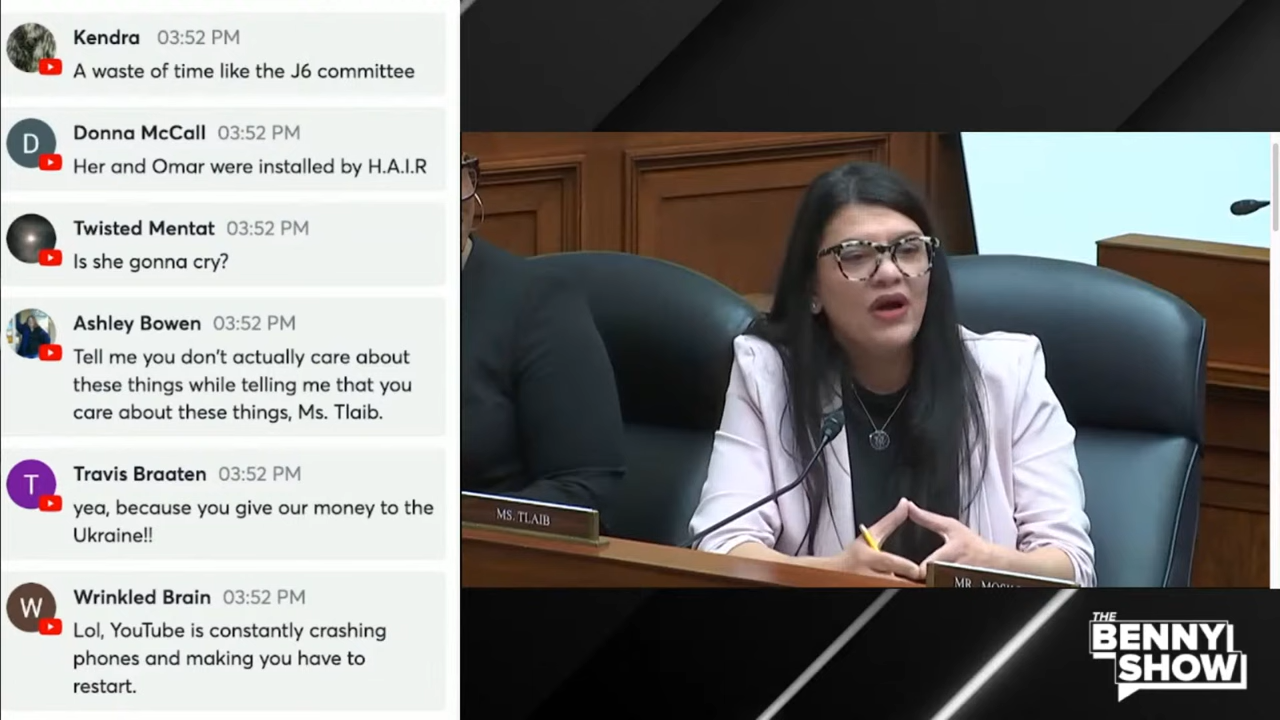 Kendra 03:52 PM
A waste of time like the J6 committee
D
Donna McCall 03:52 PM
Her and Omar were installed by H.A.I.R
Twisted Mentat 03:52 PM
Is she gonna cry?
Ashley Bowen 03:52 PM
Tell me you don't actually care about
these things while telling me that you
care about these things, Ms. Tlaib.
T
Travis Braaten 03:52 PM
yea, because you give our money to the
Ukraine!!
W
Wrinkled Brain 03:52 PM
Lol, YouTube is constantly crashing
phones and making you have to
restart.
MS. TLAIB
MR.
THE
BENNY
SHOW